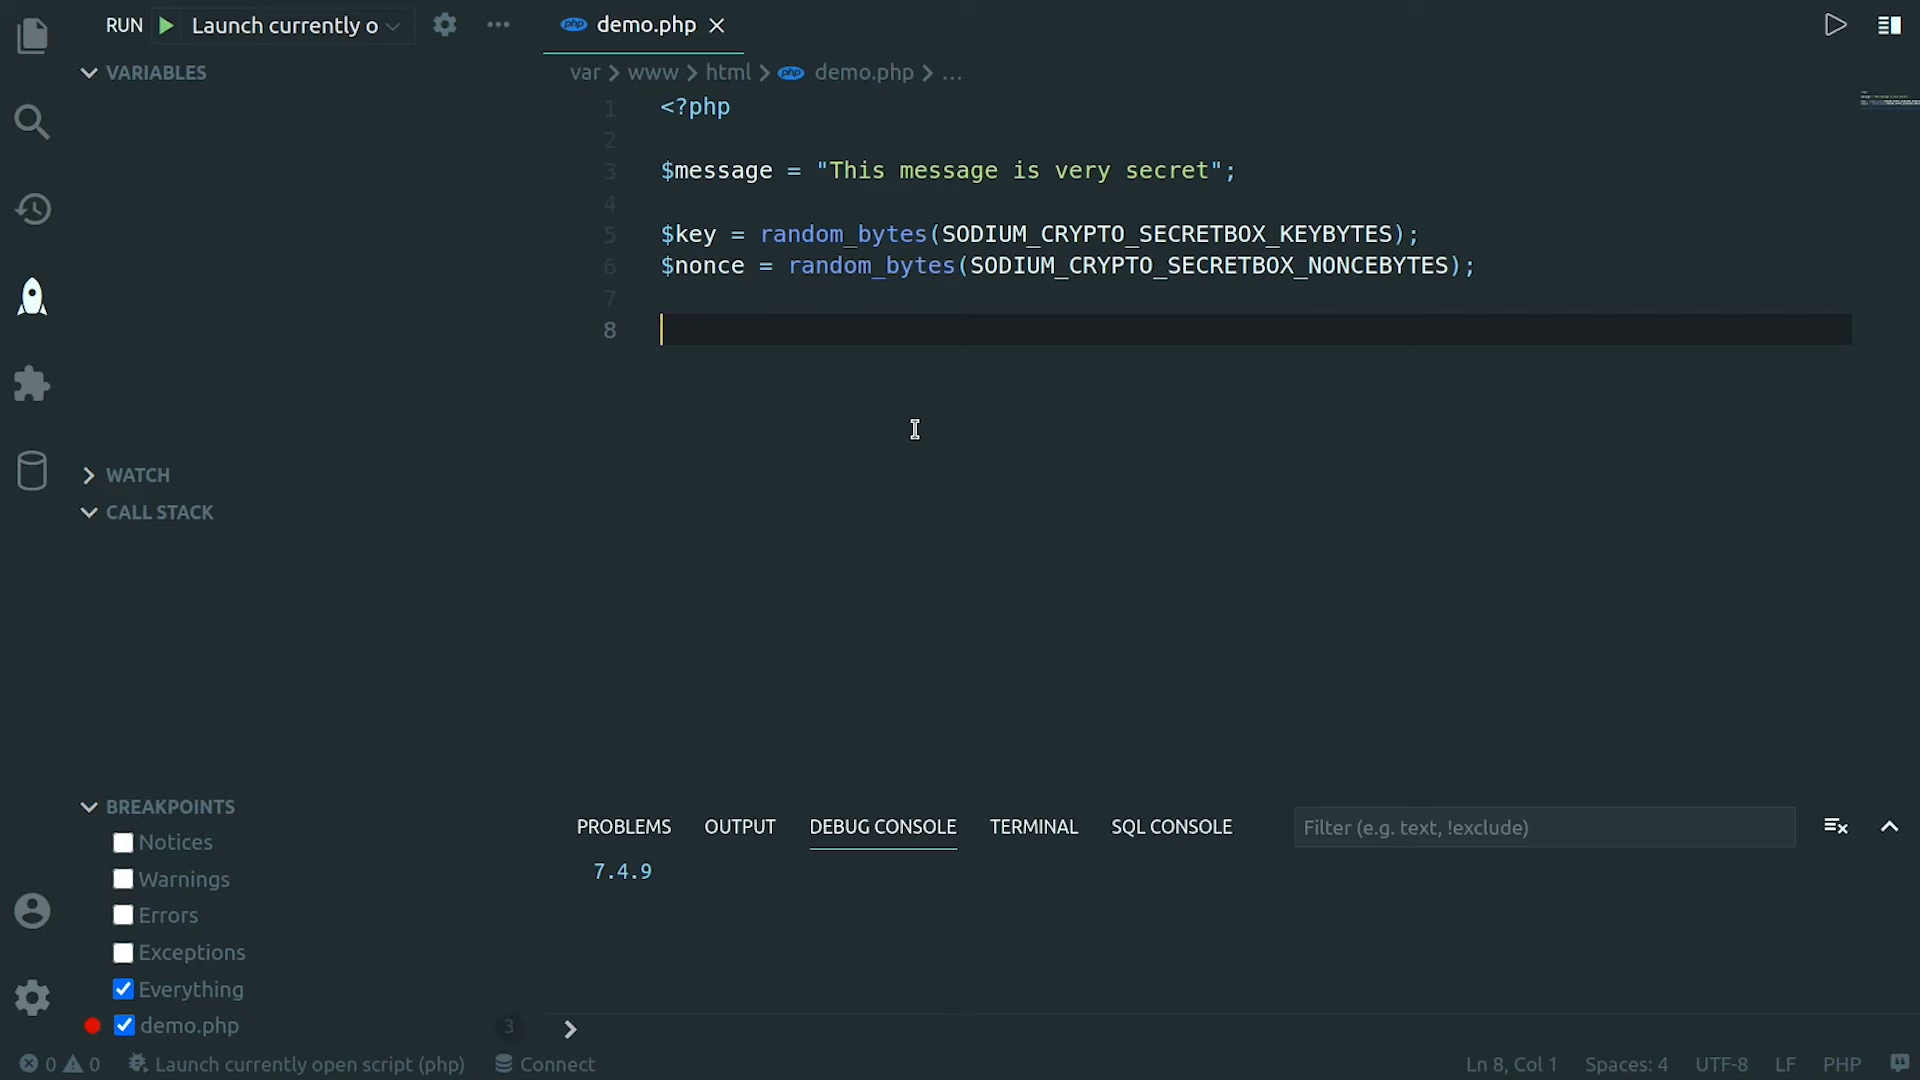 RUN Launch currently o
VARIABLES
WATCH
CALL STACK
BREAKPOINTS
Notices
Warnings
Errors
Exceptions
Everything
demo.php 3
php demo.php
var > www > html > php demo.php > ...
1 <?php
2
3 $message = "This message is very secret";
4
5 $key = random_bytes(SODIUM_CRYPTO_SECRETBOX_KEYBYTES);
6 $nonce = random_bytes(SODIUM_CRYPTO_SECRETBOX_NONCEBYTES);
7
8
PROBLEMS OUTPUT DEBUG CONSOLE TERMINAL SQL CONSOLE Filter (e.g. text, !exclude)
7.4.9
0 0 Launch currently open script (php) Connect Ln 8, Col 1 Spaces: 4 UTF-8 LF PHP